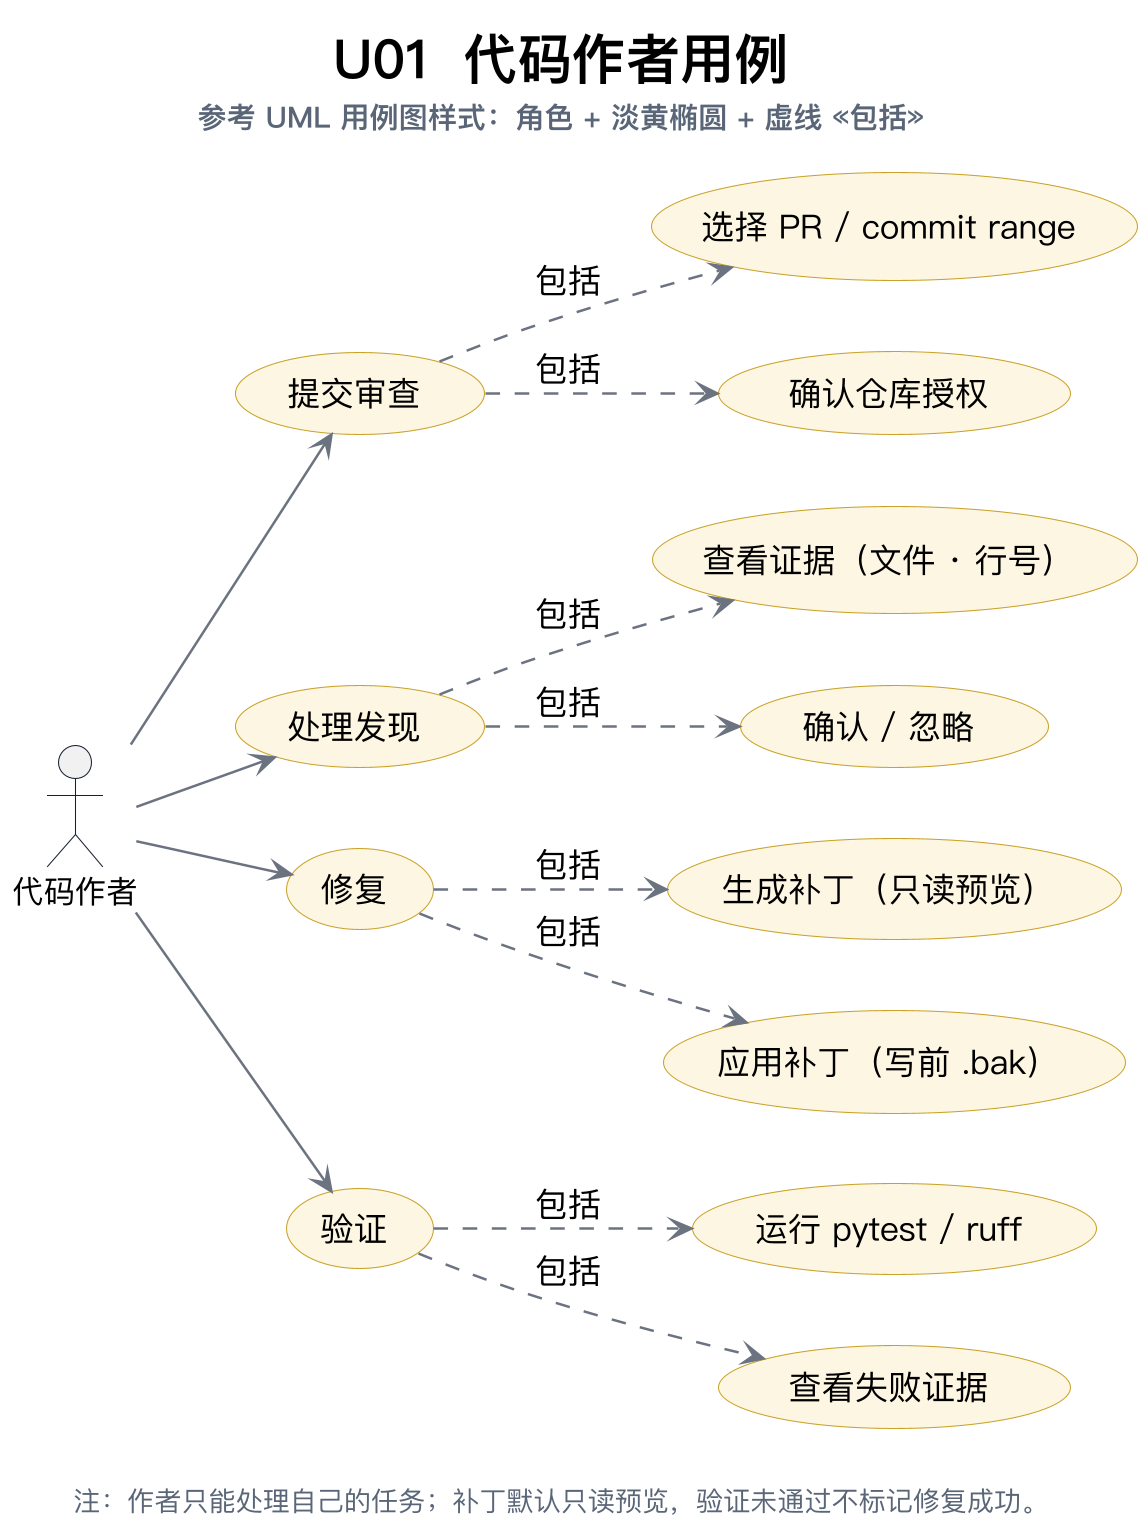 U01 代码作者用例
参考 UML 用例图样式：角色 + 淡黄椭圆 + 虚线 «包括»
选择 PR / commit range
包括
包括
提交审查
确认仓库授权
查看证据（文件 · 行号）
包括
包括
处理发现
确认 / 忽略
代码作者
包括
修复
生成补丁（只读预览）
包括
应用补丁（写前 .bak）
包括
验证
运行 pytest / ruff
包括
查看失败证据
注：作者只能处理自己的任务；补丁默认只读预览，验证未通过不标记修复成功。